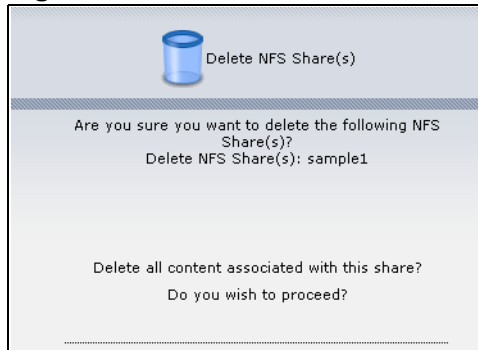 Delete NFS Share(s)
Are you sure you want to delete the following NFS
Share(s)?
Delete NFS Share(s): sample1
Delete all content associated with this share?
Do you wish to proceed?